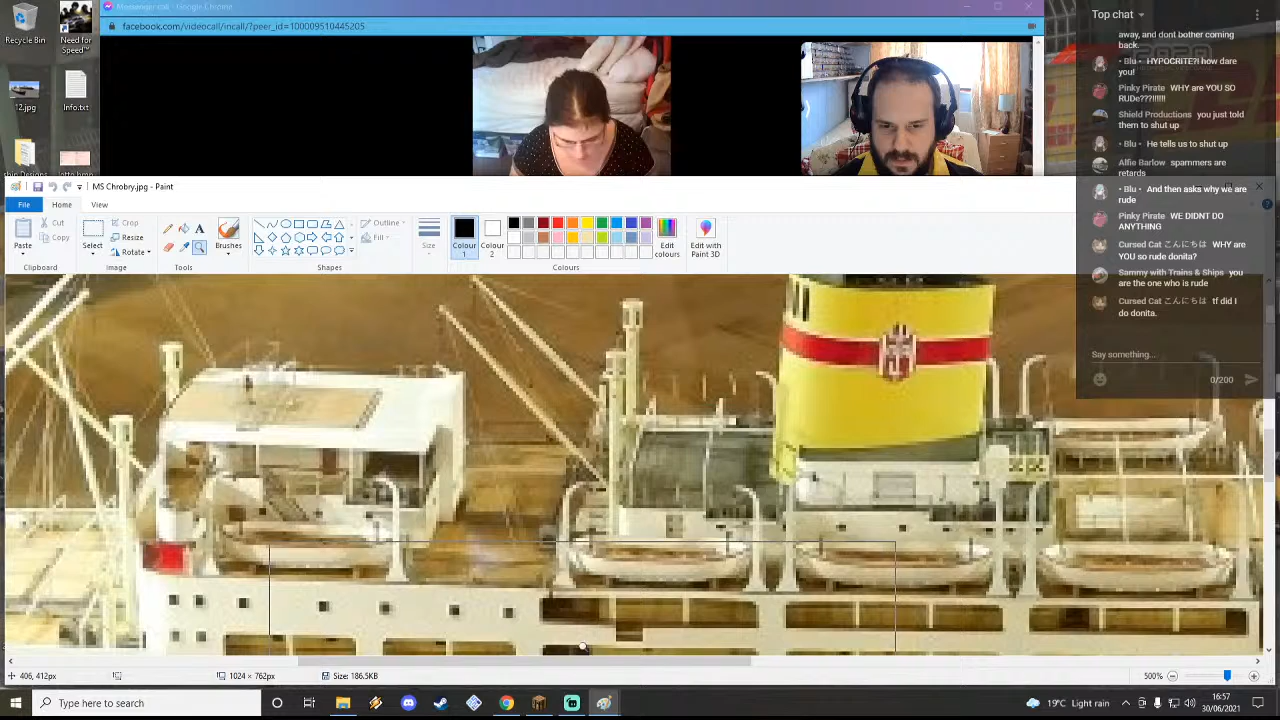 Messenger call - Google Chrome
facebook.com/videocall/incall/?peer_id=100009510445205
Recycle Bin
Need for
Speed™
12.jpg
Info.txt
MS Chrobry.jpg - Paint
File
Home
View
Paste
Cut
Copy
Clipboard
Select
Crop
Resize
Rotate
Image
Tools
Brushes
Shapes
Outline
Fill
Size
Colour
1
Colour
2
Edit
colours
Edit with
Paint 3D
Colours
Top chat
away, and dont bother coming
back.
Blu HYPOCRITE?! how dare
you!
Pinky Pirate WHY are YOU SO
RUDe???!!!!!!!
Shield Productions you just told
them to shut up
Blu He tells us to shut up
Alfie Barlow spammers are
retards
Blu And then asks why we are
rude
Pinky Pirate WE DIDNT DO
ANYTHING
Cursed Cat こんにちは WHY are
YOU so rude donita?
Sammy with Trains & Ships you
are the one who is rude
Cursed Cat こんにちは tf did I
do donita.
Say something...
0/200
406, 412px
1024 × 762px
Size: 186.5KB
500%
Type here to search
19°C Light rain
16:57
30/06/2021